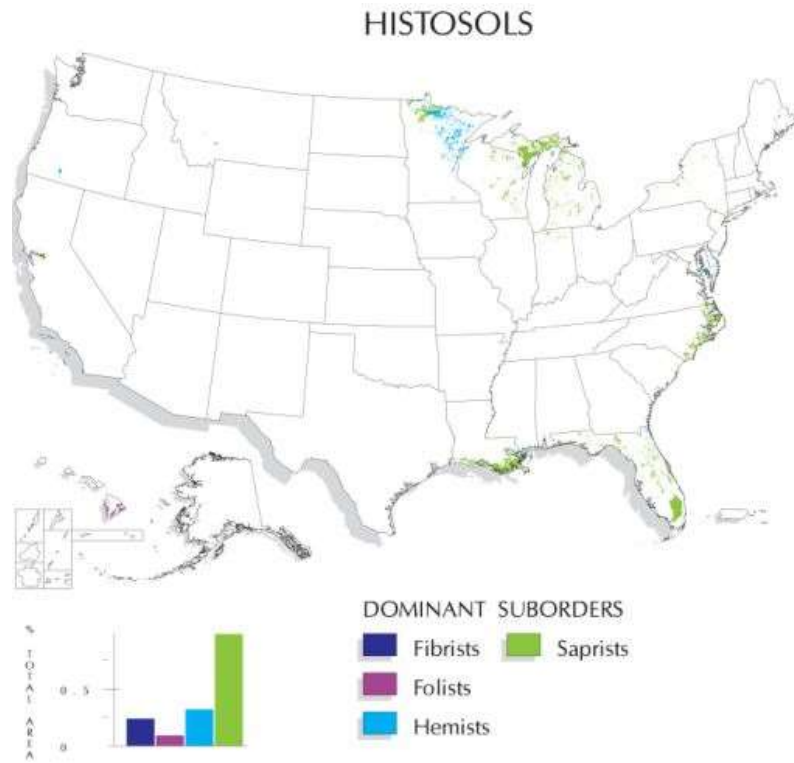 HISTOSOLS
% TOTAL AREA
0.5
0
DOMINANT SUBORDERS
Fibrists
Saprists
Folists
Hemists